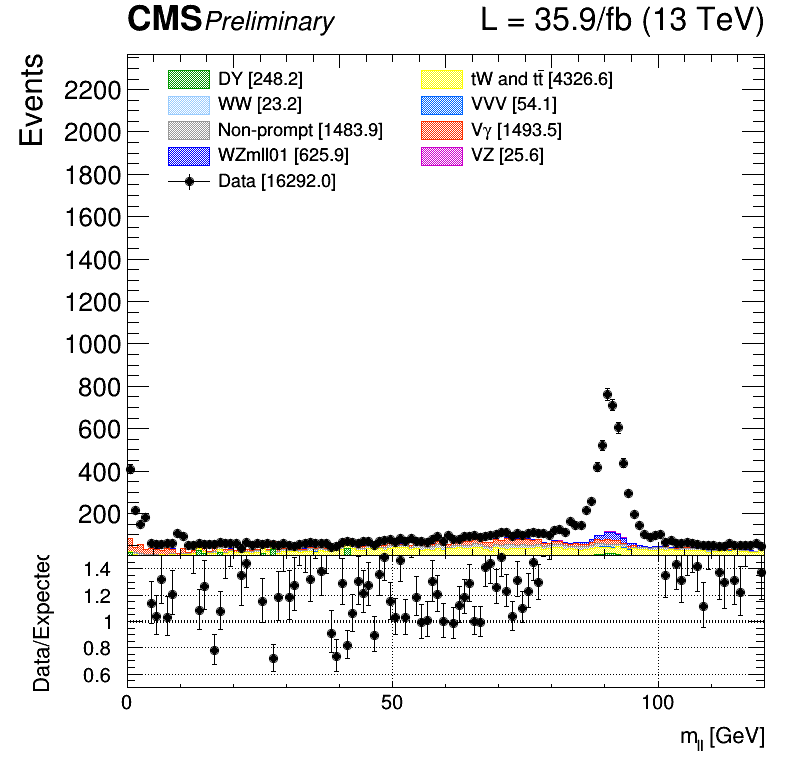 CMS Preliminary L = 35.9/fb (13 TeV)
Events
2200
2000
1800
1600
1400
1200
1000
800
600
400
200
DY [248.2]
WW [23.2]
Non-prompt [1483.9]
WZmll01 [625.9]
Data [16292.0]
tW and tt̄ [4326.6]
VVV [54.1]
Vγ [1493.5]
VZ [25.6]
Data/Expected
1.4
1.2
1
0.8
0.6
0 50 100
m_ll [GeV]